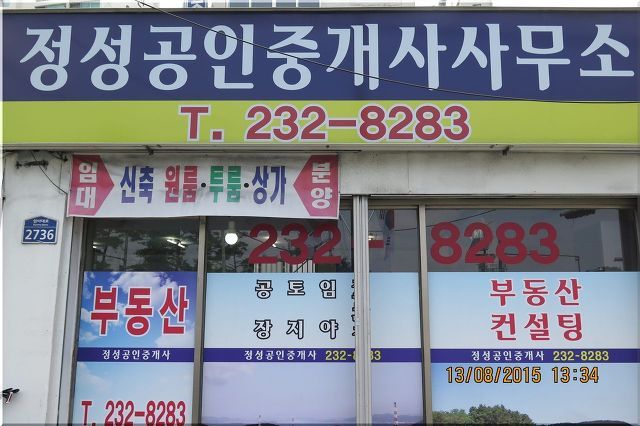 정성공인중개사사무소
T. 232-8283
임대 신축 원룸·투룸·상가 분양
2736
232-8283
부동산
공 토 임
장 지 야
부동산
컨설팅
정성공인중개사
정성공인중개사 232-8283
정성공인중개사 232-8283
T. 232-8283
13/08/2015 13:34